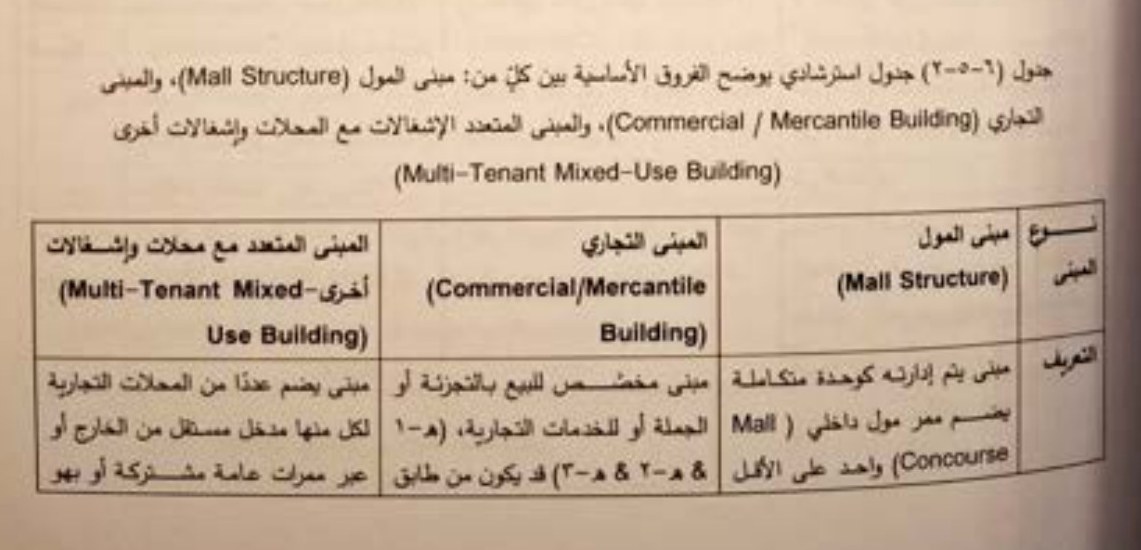 جدول (٦-٥-٢) جدول استرشادي يوضح الفروق الأساسية بين كلٌ من: مبنى المول (Mall Structure)، والمبنى
التجاري (Commercial / Mercantile Building)، والمبنى المتعدد الإشغالات مع المحلات وإشغالات أخرى
(Multi-Tenant Mixed-Use Building)
نوع المبنى
مبنى المول
(Mall Structure)
المبنى التجاري
(Commercial/Mercantile
Building)
المبنى المتعدد مع محلات وإشغالات
أخرى-Multi-Tenant Mixed)
Use Building)
التعريف
مبنى يتم إدارته كوحدة متكاملة
يضم ممر مول داخلي ( Mall
Concourse) واحد على الأقل
مبنى مخصص للبيع بالتجزئة أو
الجملة أو للخدمات التجارية، (هـ-١
& هـ-٢ & هـ-٣) قد يكون من طابق
مبنى يضم عددًا من المحلات التجارية
لكل منها مدخل مستقل من الخارج أو
عبر ممرات عامة مشتركة أو بهو